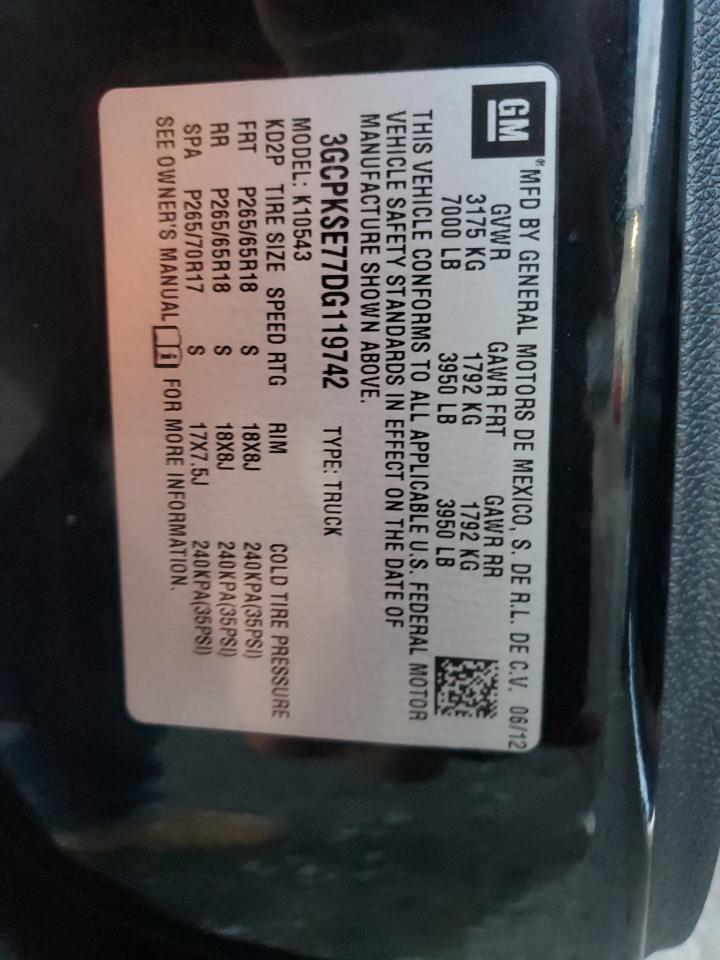 GM ® MFD BY GENERAL MOTORS DE MEXICO, S. DE R.L. DE C.V. 06/12
GVWR GAWR FRT GAWR RR
3175 KG 1792 KG 1792 KG
7000 LB 3950 LB 3950 LB
THIS VEHICLE CONFORMS TO ALL APPLICABLE U.S. FEDERAL MOTOR
VEHICLE SAFETY STANDARDS IN EFFECT ON THE DATE OF
MANUFACTURE SHOWN ABOVE.
3GCPKSE77DG119742 TYPE: TRUCK
MODEL: K10543
KD2P TIRE SIZE SPEED RTG RIM COLD TIRE PRESSURE
FRT P265/65R18 S 18X8J 240KPA(35PSI)
RR P265/65R18 S 18X8J 240KPA(35PSI)
SPA P265/70R17 S 17X7.5J 240KPA(35PSI)
SEE OWNER'S MANUAL i FOR MORE INFORMATION.